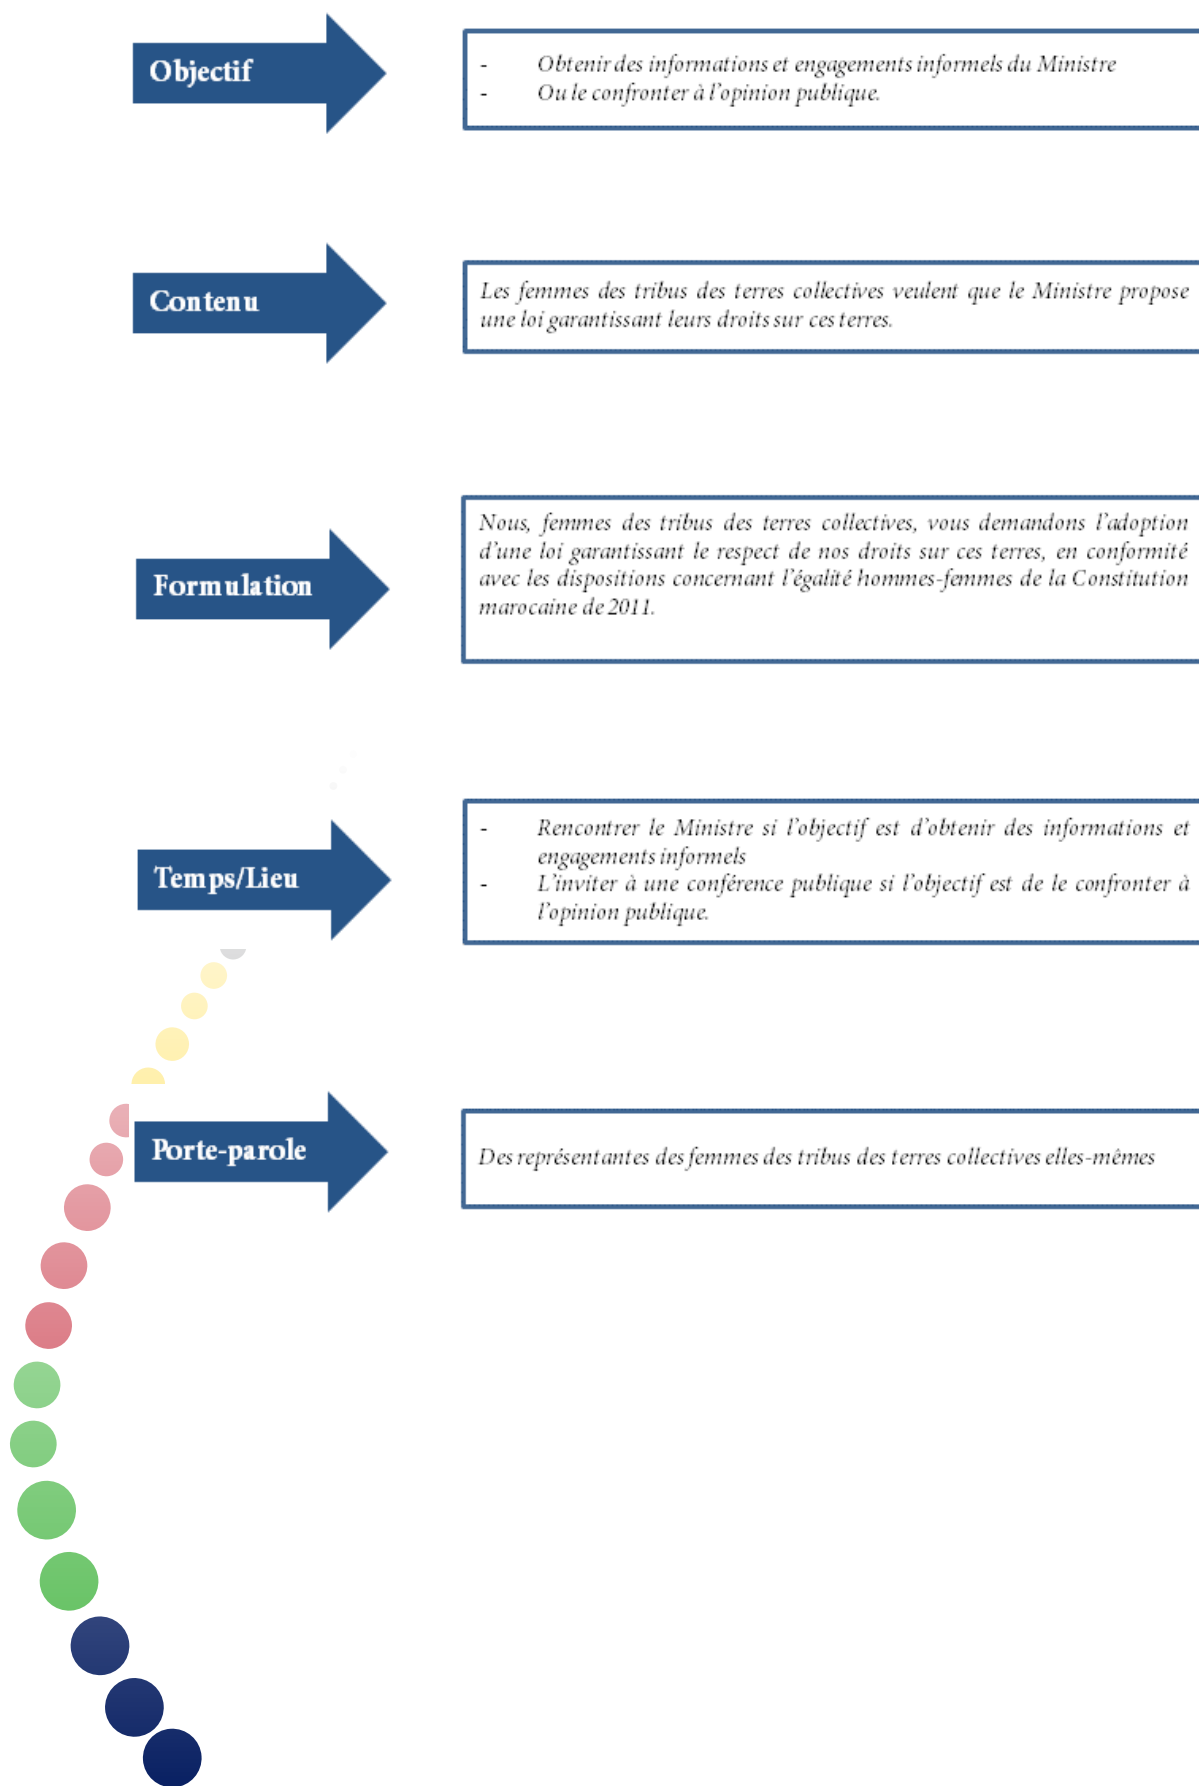 Objectif
- Obtenir des informations et engagements informels du Ministre
- Ou le confronter à l’opinion publique.
Contenu
Les femmes des tribus des terres collectives veulent que le Ministre propose
une loi garantissant leurs droits sur ces terres.
Formulation
Nous, femmes des tribus des terres collectives, vous demandons l’adoption
d’une loi garantissant le respect de nos droits sur ces terres, en conformité
avec les dispositions concernant l’égalité hommes-femmes de la Constitution
marocaine de 2011.
Temps/Lieu
- Rencontrer le Ministre si l’objectif est d’obtenir des informations et
engagements informels
- L’inviter à une conférence publique si l’objectif est de le confronter à
l’opinion publique.
Porte-parole
Des représentantes des femmes des tribus des terres collectives elles-mêmes